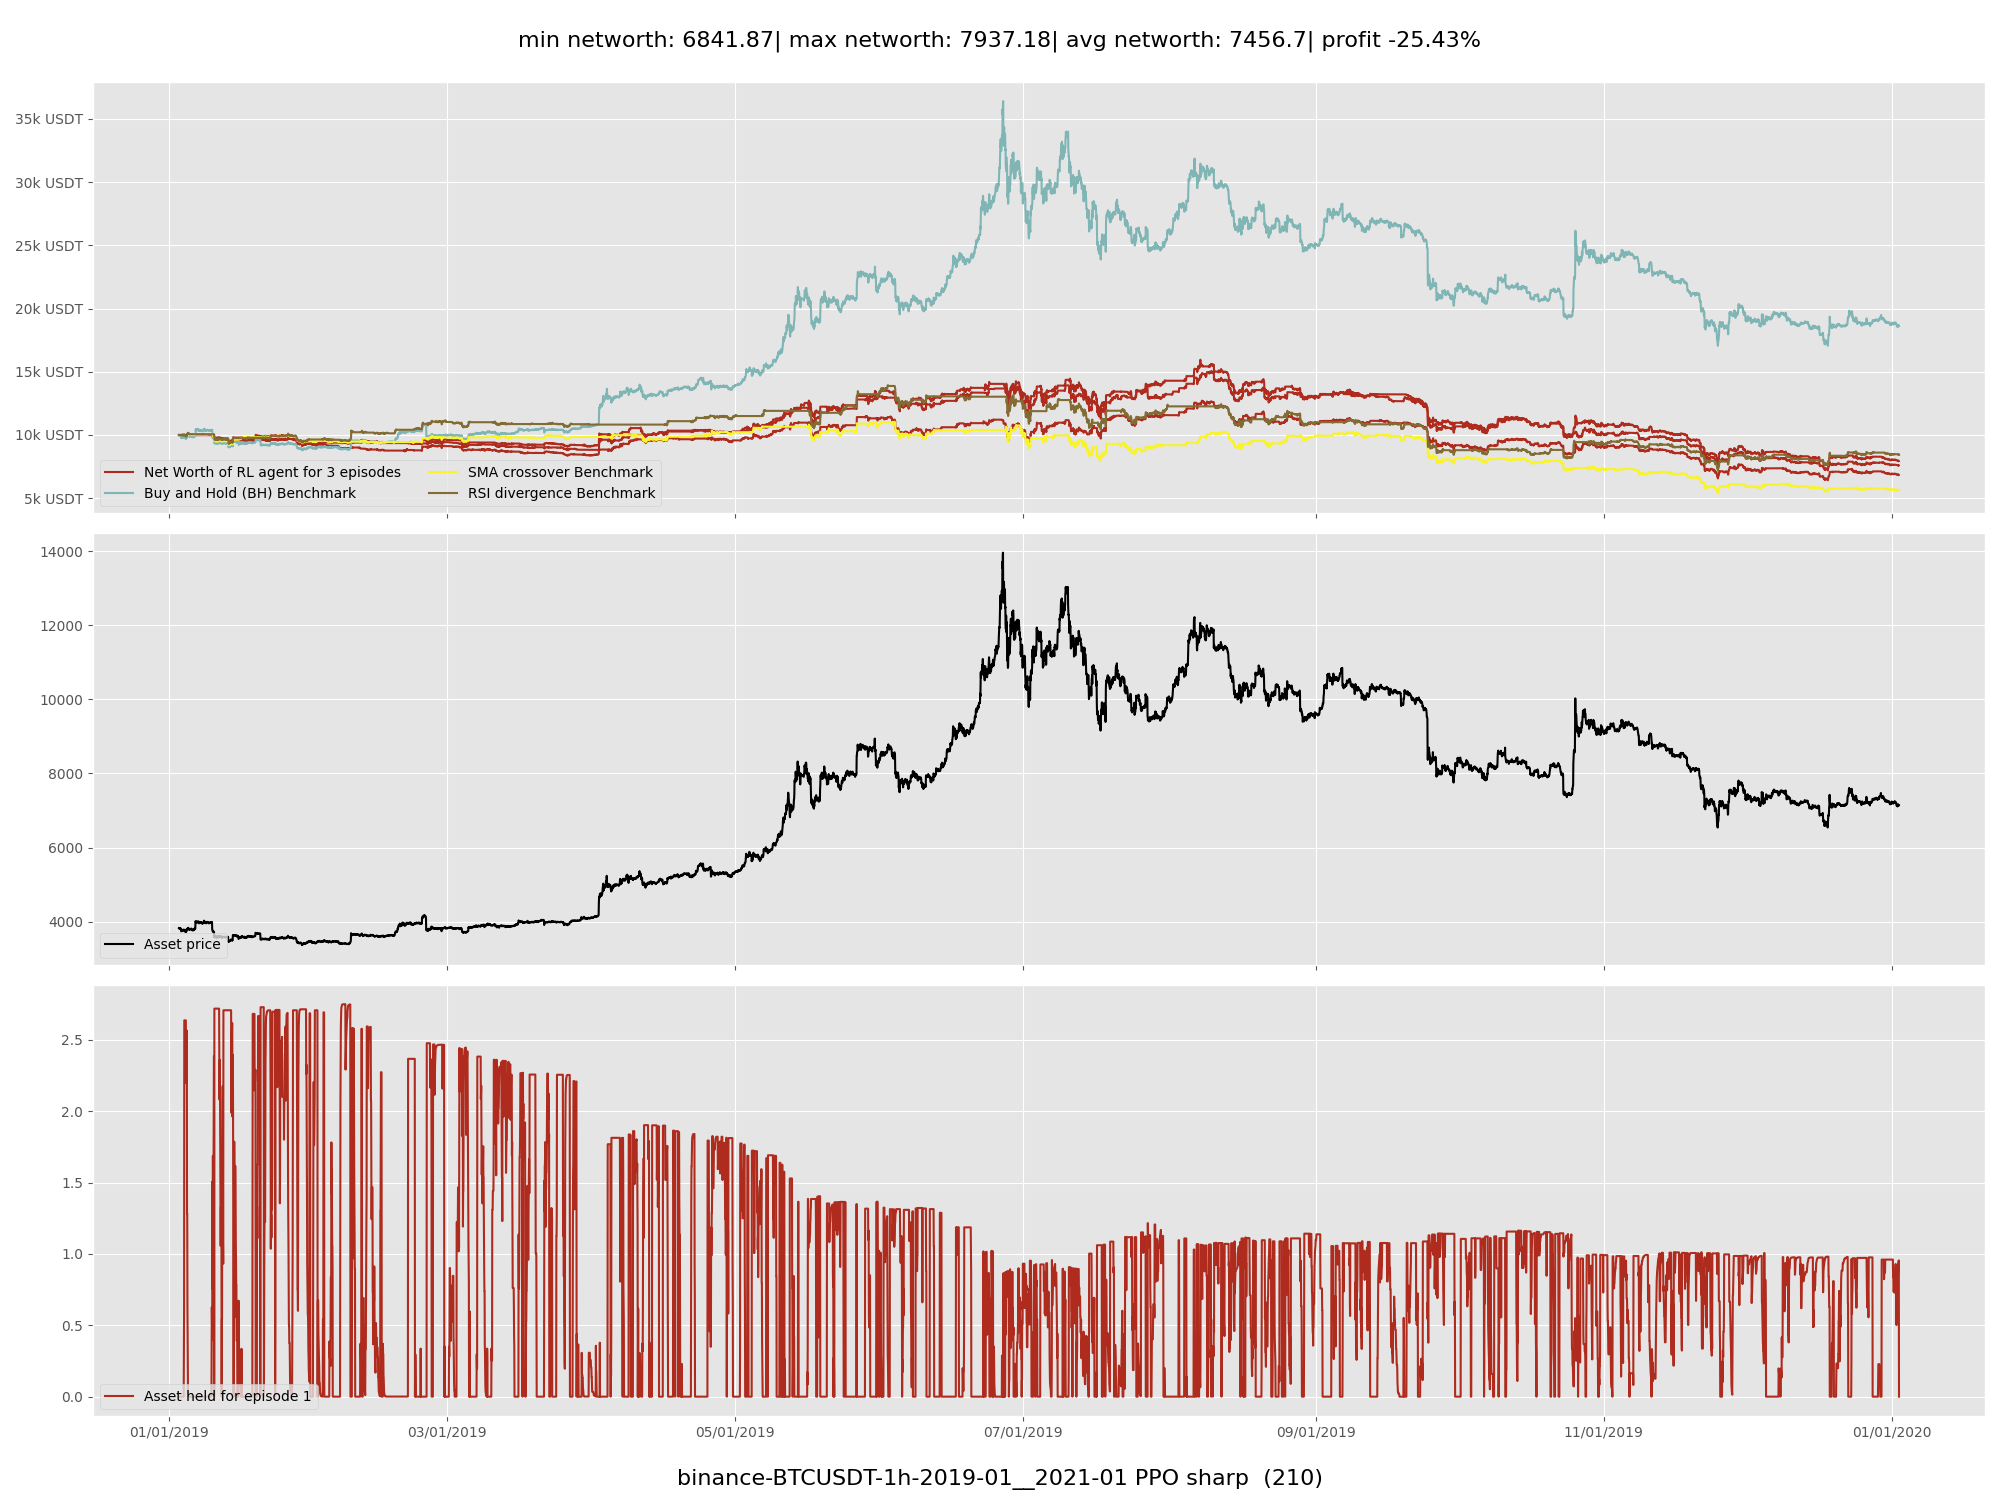 min networth: 6841.87| max networth: 7937.18| avg networth: 7456.7| profit -25.43%
35k USDT
30k USDT
25k USDT
20k USDT
15k USDT
10k USDT
5k USDT
Net Worth of RL agent for 3 episodes
Buy and Hold (BH) Benchmark
SMA crossover Benchmark
RSI divergence Benchmark
14000
12000
10000
8000
6000
4000
Asset price
2.5
2.0
1.5
1.0
0.5
0.0
Asset held for episode 1
01/01/2019 03/01/2019 05/01/2019 07/01/2019 09/01/2019 11/01/2019 01/01/2020
binance-BTCUSDT-1h-2019-01__2021-01 PPO sharp  (210)